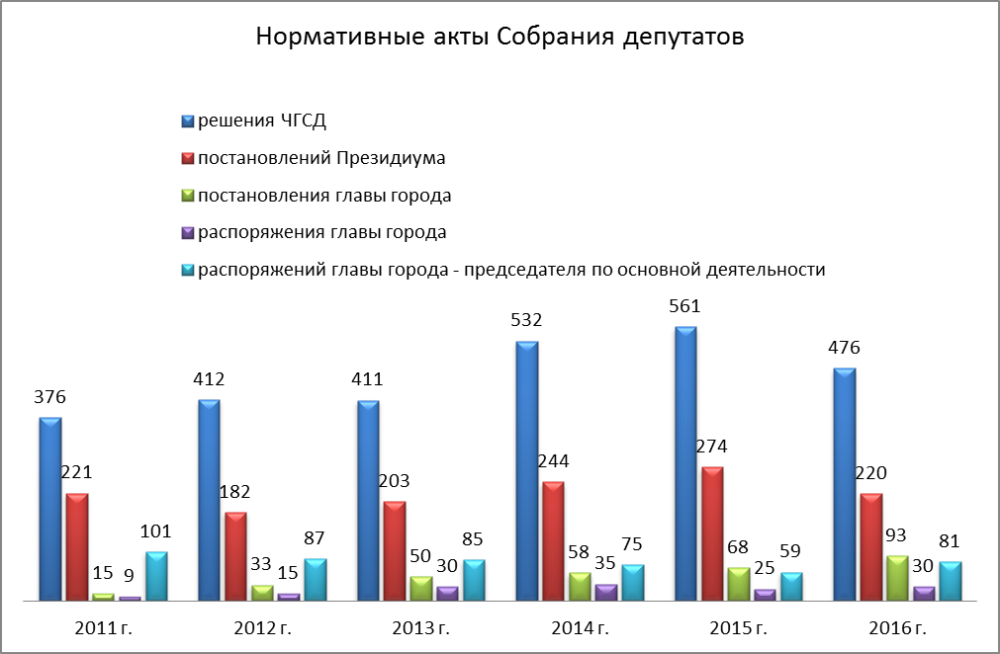 Нормативные акты Собрания депутатов
решения ЧГСД
постановлений Президиума
постановления главы города
распоряжения главы города
распоряжений главы города - председателя по основной деятельности
376 221 15 9 101
412 182 33 15 87
411 203 50 30 85
532 244 58 35 75
561 274 68 25 59
476 220 93 30 81
2011 г. 2012 г. 2013 г. 2014 г. 2015 г. 2016 г.